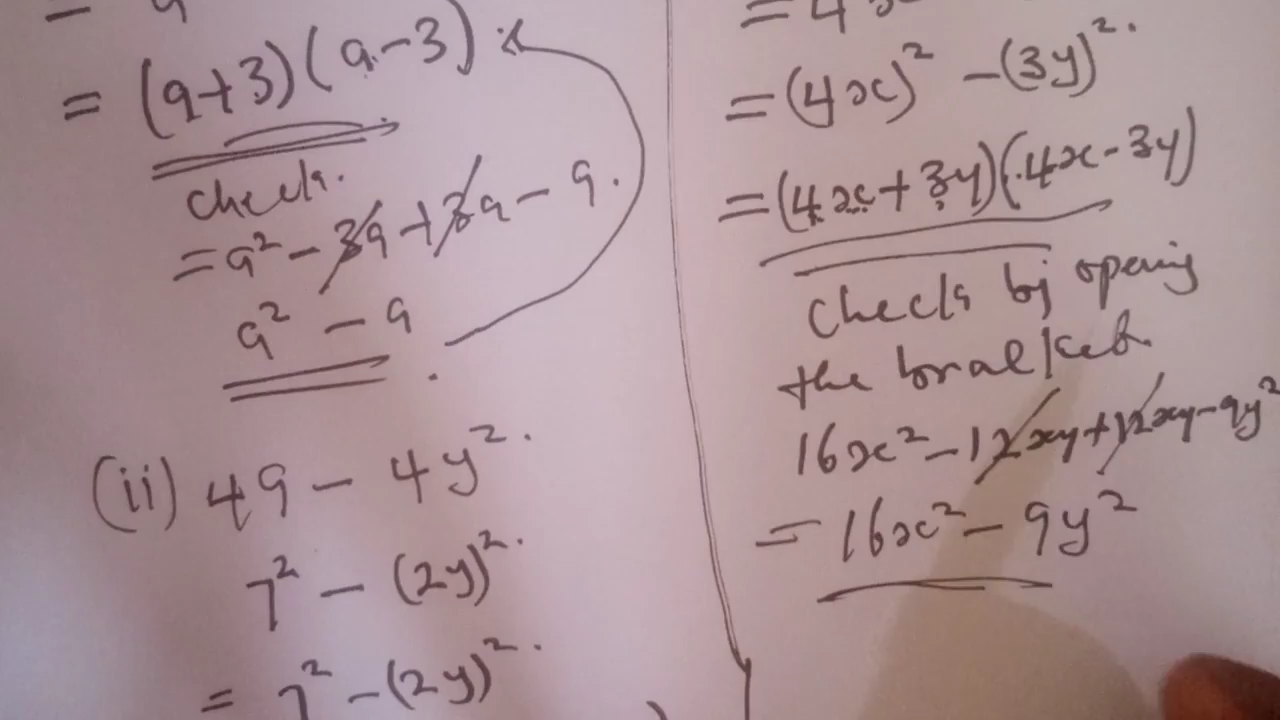 = (a+3)(a-3)
check.
= a² - 3a + 3a - 9.
a² - 9
(ii) 49 - 4y².
7² - (2y)².
= 7² - (2y)².
= (4x)² - (3y)².
= (4x + 3y)(4x - 3y)
check by opening
the bracket.
16x² - 12xy + 12xy - 9y²
= 16x² - 9y²